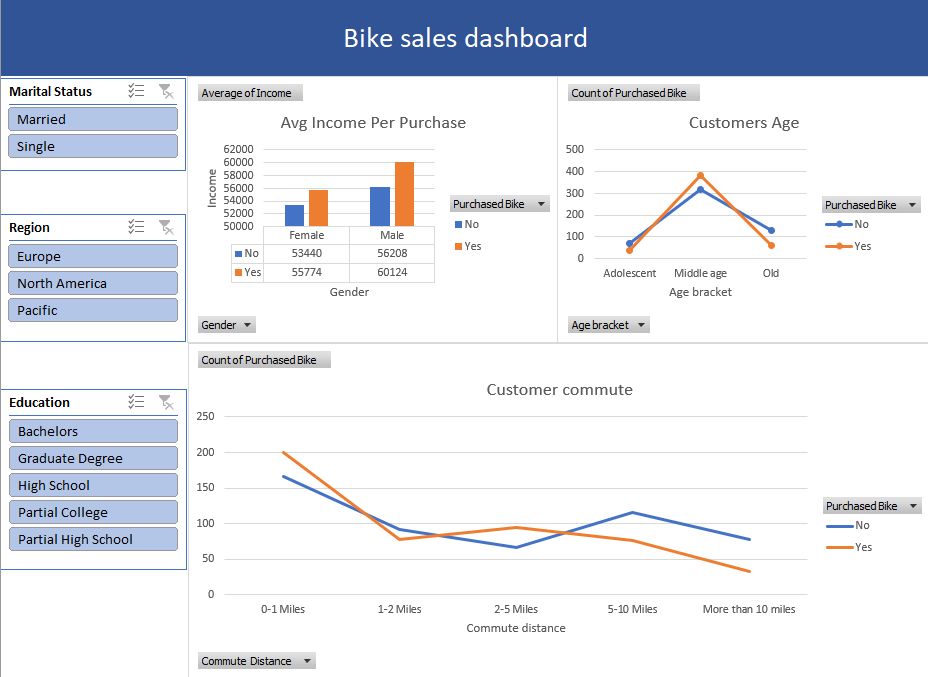 Bike sales dashboard
Marital Status
Married
Single
Region
Europe
North America
Pacific
Education
Bachelors
Graduate Degree
High School
Partial College
Partial High School
Average of Income
Avg Income Per Purchase
Income
62000
60000
58000
56000
54000
52000
50000
Female Male
No 53440 56208
Yes 55774 60124
Gender
Purchased Bike
No
Yes
Gender
Count of Purchased Bike
Customers Age
500
400
300
200
100
0
Adolescent Middle age Old
Age bracket
Purchased Bike
No
Yes
Age bracket
Count of Purchased Bike
Customer commute
250
200
150
100
50
0
0-1 Miles 1-2 Miles 2-5 Miles 5-10 Miles More than 10 miles
Commute distance
Purchased Bike
No
Yes
Commute Distance